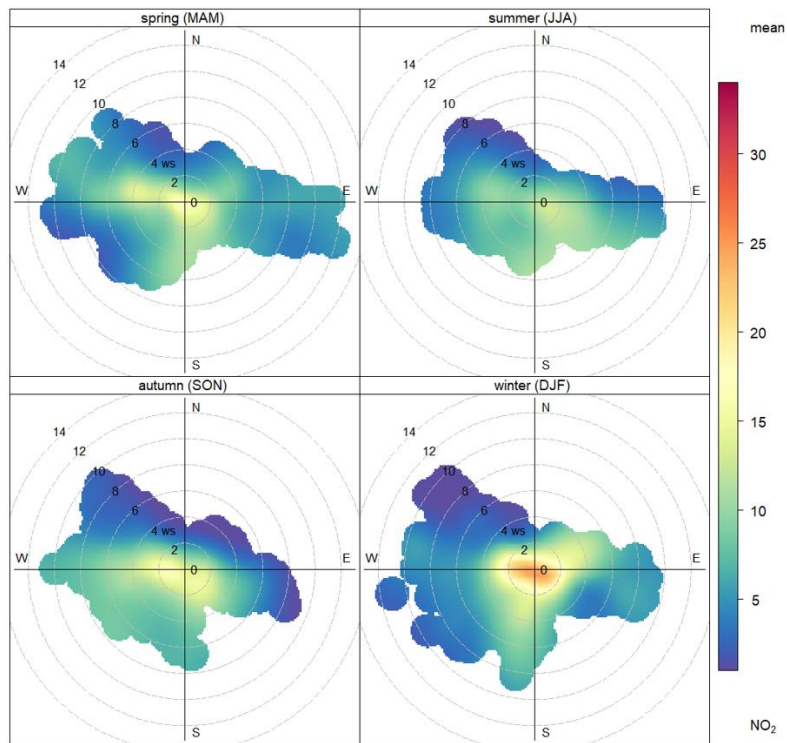 spring (MAM)
summer (JJA)
mean
N
14
12
10
8
6
4 ws
2
0
W
E
S
N
14
12
10
8
6
4 ws
2
0
W
E
S
autumn (SON)
winter (DJF)
N
14
12
10
8
6
4 ws
2
0
W
E
S
N
14
12
10
8
6
4 ws
2
0
W
E
S
30
25
20
15
10
5
NO₂